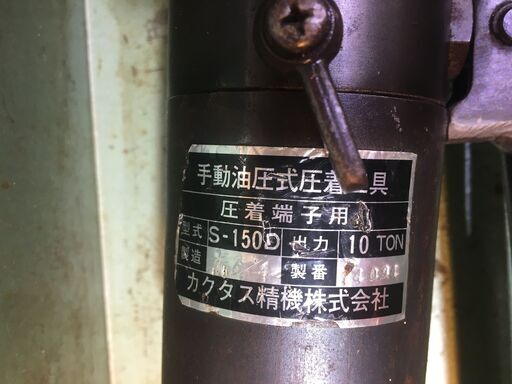 手動油圧式圧着工具
圧着端子用
型式 S-150D 出力 10 TON
製造 製番
カクタス精機株式会社